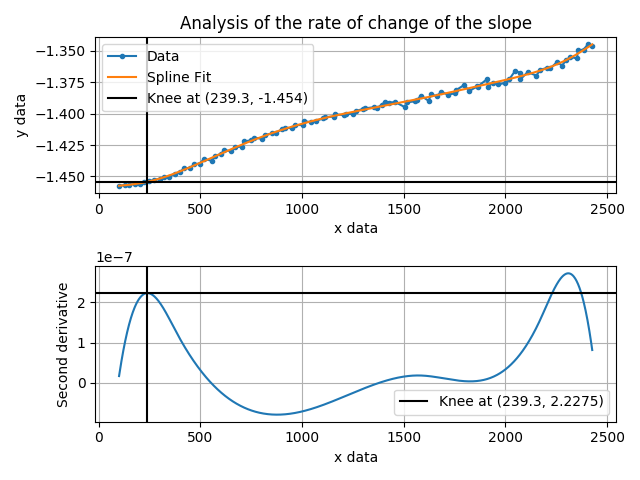 Analysis of the rate of change of the slope
Data
Spline Fit
Knee at (239.3, -1.454)
−1.350
−1.375
−1.400
−1.425
−1.450
y data
0
500
1000
1500
2000
2500
x data
1e−7
2
1
0
Second derivative
Knee at (239.3, 2.2275)
0
500
1000
1500
2000
2500
x data